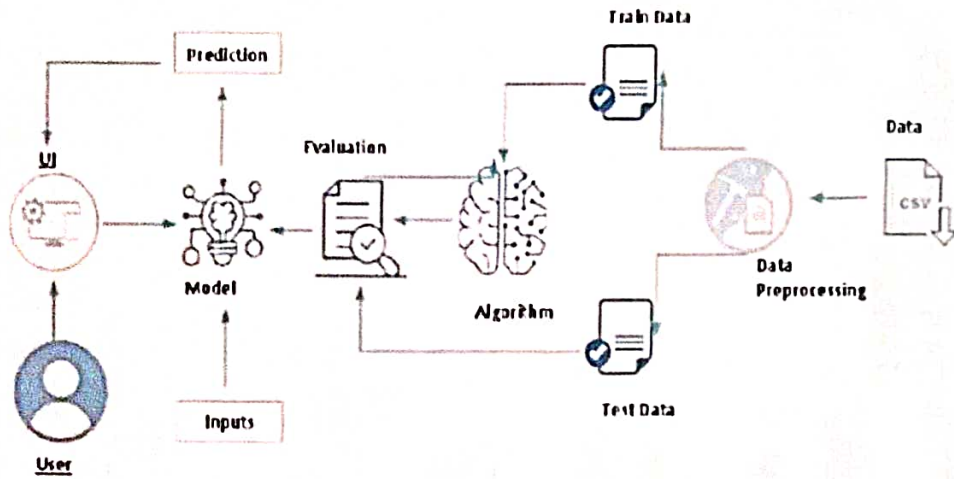 Train Data
Prediction
Data
Evaluation
UI
CSV
Model
Data
Preprocessing
Algorithm
Test Data
Inputs
User